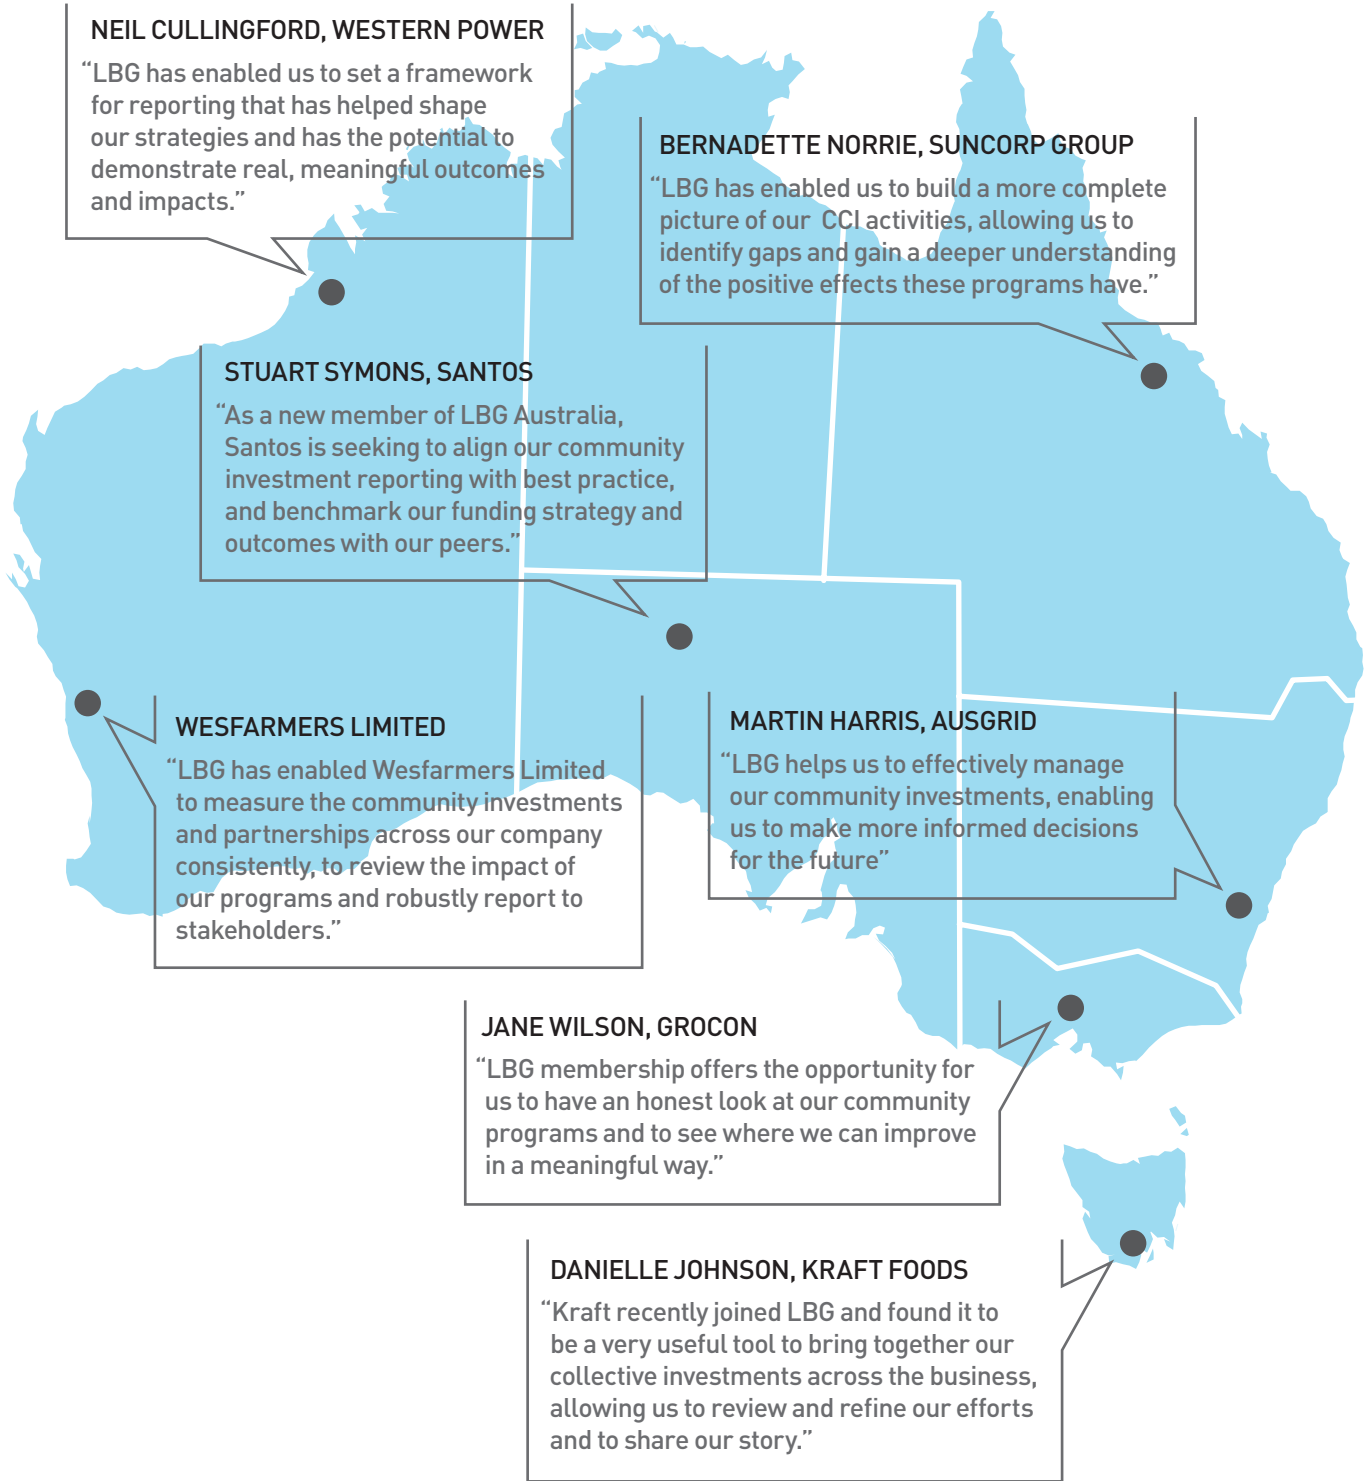 NEIL CULLINGFORD, WESTERN POWER
“LBG has enabled us to set a framework
for reporting that has helped shape
our strategies and has the potential to
demonstrate real, meaningful outcomes
and impacts.”
BERNADETTE NORRIE, SUNCORP GROUP
“LBG has enabled us to build a more complete
picture of our CCI activities, allowing us to
identify gaps and gain a deeper understanding
of the positive effects these programs have.”
STUART SYMONS, SANTOS
“As a new member of LBG Australia,
Santos is seeking to align our community
investment reporting with best practice,
and benchmark our funding strategy and
outcomes with our peers.”
WESFARMERS LIMITED
“LBG has enabled Wesfarmers Limited
to measure the community investments
and partnerships across our company
consistently, to review the impact of
our programs and robustly report to
stakeholders.”
MARTIN HARRIS, AUSGRID
“LBG helps us to effectively manage
our community investments, enabling
us to make more informed decisions
for the future”
JANE WILSON, GROCON
“LBG membership offers the opportunity for
us to have an honest look at our community
programs and to see where we can improve
in a meaningful way.”
DANIELLE JOHNSON, KRAFT FOODS
“Kraft recently joined LBG and found it to
be a very useful tool to bring together our
collective investments across the business,
allowing us to review and refine our efforts
and to share our story.”